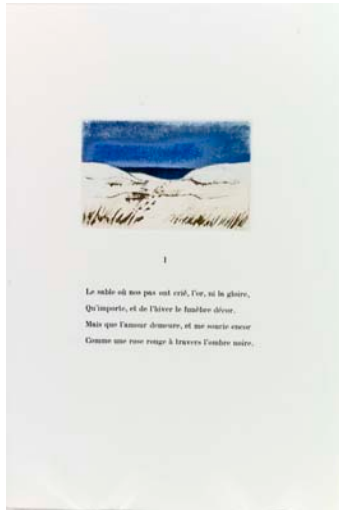 1
Le sable où nos pas ont crié, l'or, ni la gloire,
Qu'importe, et de l'hiver le funèbre décor.
Mais que l'amour demeure, et me sourie encor
Comme une rose rouge à travers l'ombre noire.